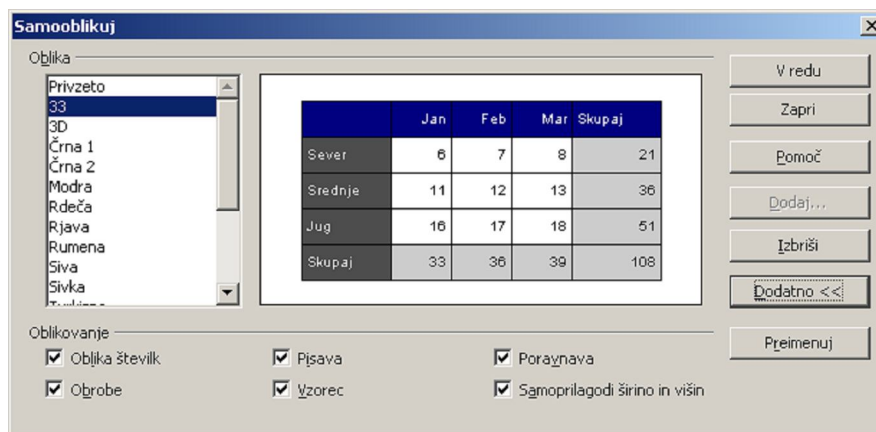 Samooblikuj
Oblika
Privzeto
33
3D
Črna 1
Črna 2
Modra
Rdeča
Rjava
Rumena
Siva
Sivka
Jan Feb Mar Skupaj
Sever 6 7 8 21
Srednje 11 12 13 36
Jug 16 17 18 51
Skupaj 33 36 39 108
V redu
Zapri
Pomoč
Dodaj...
Izbriši
Dodatno <<
Preimenuj
Oblikovanje
Oblika številk
Pisava
Poravnava
Obrobe
Vzorec
Samoprilagodi širino in višin